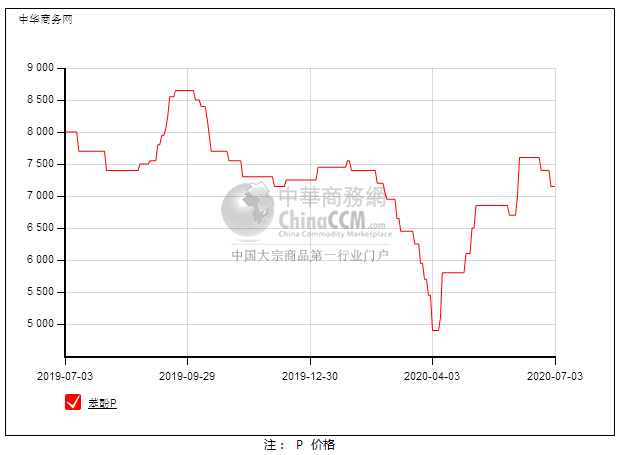 中华商务网
9 000
8 500
8 000
7 500
7 000
6 500
6 000
5 500
5 000
中華商務網
ChinaCCM.com
China Commodity Marketplace
中国大宗商品第一行业门户
2019-07-03 2019-09-29 2019-12-30 2020-04-03 2020-07-03
苯酚P
注： P 价格